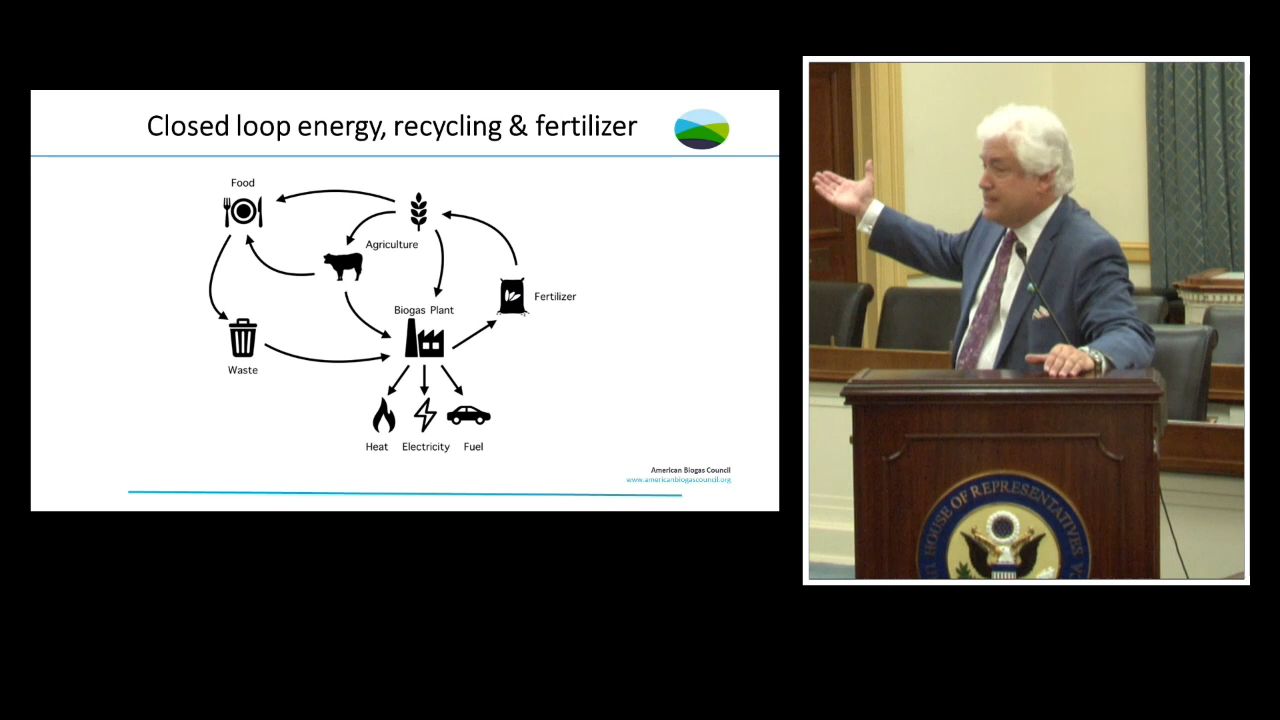 Closed loop energy, recycling & fertilizer
Food
Agriculture
Fertilizer
Biogas Plant
Waste
Heat
Electricity
Fuel
American Biogas Council
www.americanbiogascouncil.org
HOUSE OF REPRESENTATIVES